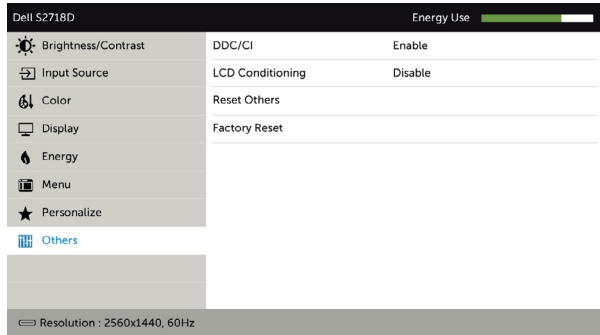 Dell S2718D Energy Use
Brightness/Contrast DDC/CI Enable
Input Source LCD Conditioning Disable
Color Reset Others
Display Factory Reset
Energy
Menu
Personalize
Others
Resolution : 2560x1440, 60Hz